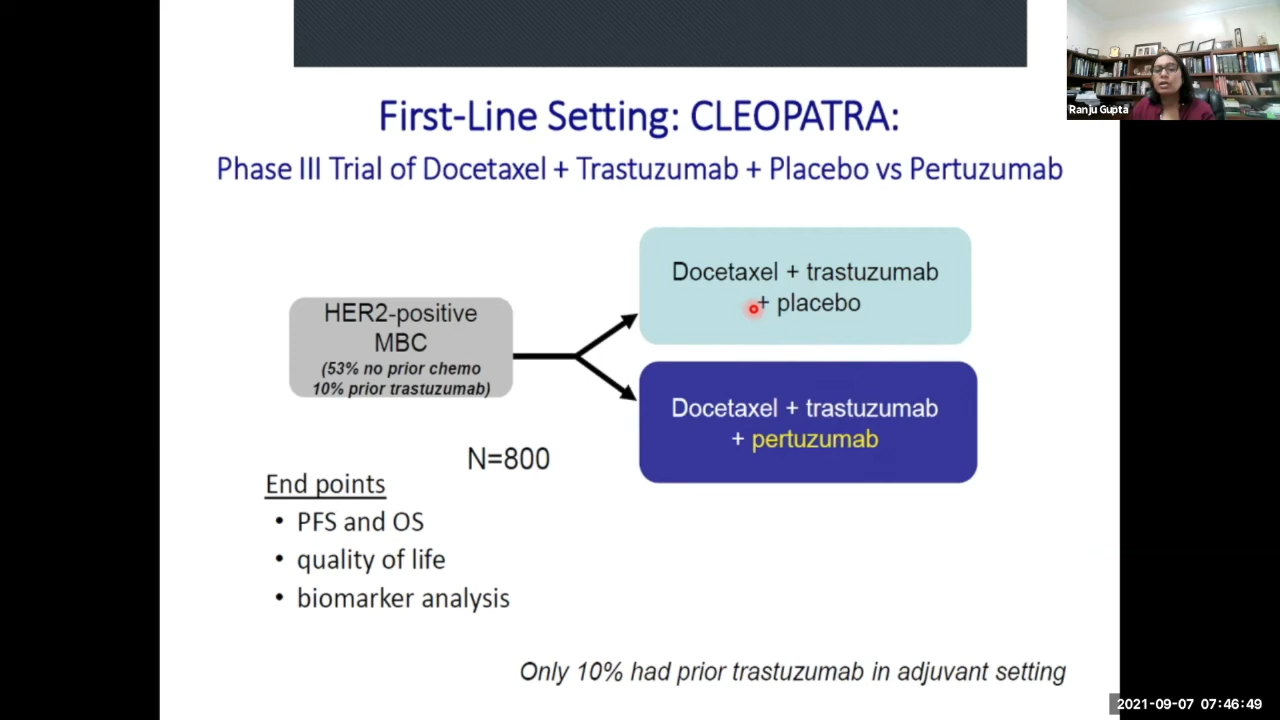 Ranju Gupta
First-Line Setting: CLEOPATRA:
Phase III Trial of Docetaxel + Trastuzumab + Placebo vs Pertuzumab
HER2-positive
MBC
(53% no prior chemo
10% prior trastuzumab)
Docetaxel + trastuzumab
+ placebo
Docetaxel + trastuzumab
+ pertuzumab
N=800
End points
• PFS and OS
• quality of life
• biomarker analysis
Only 10% had prior trastuzumab in adjuvant setting
2021-09-07 07:46:49